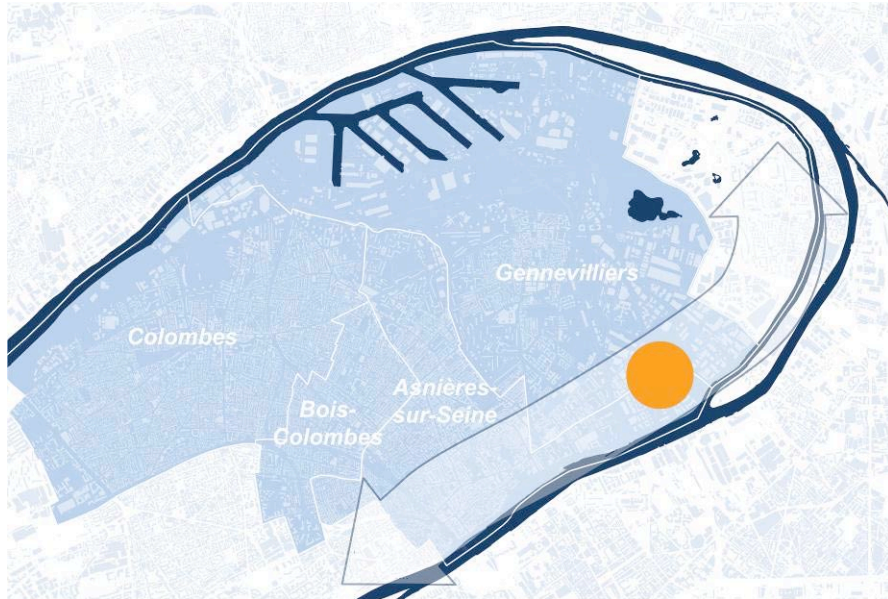 Gennevilliers
Colombes
Asnières-
sur-Seine
Bois-
Colombes